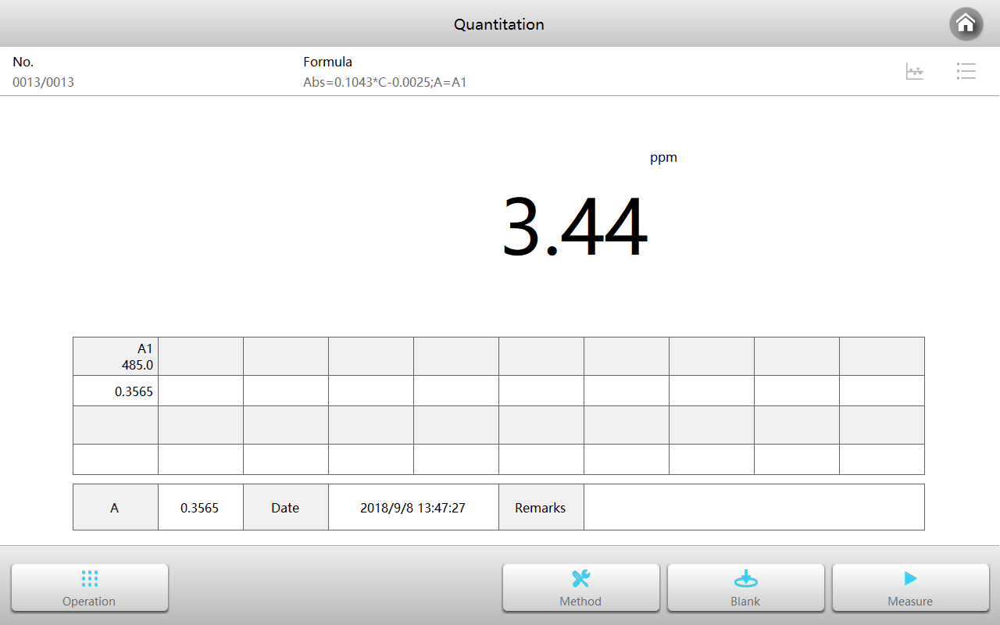 Quantitation
No.
0013/0013
Formula
Abs=0.1043*C-0.0025;A=A1
ppm
3.44
A1
485.0
0.3565
A 0.3565 Date 2018/9/8 13:47:27 Remarks
Operation Method Blank Measure